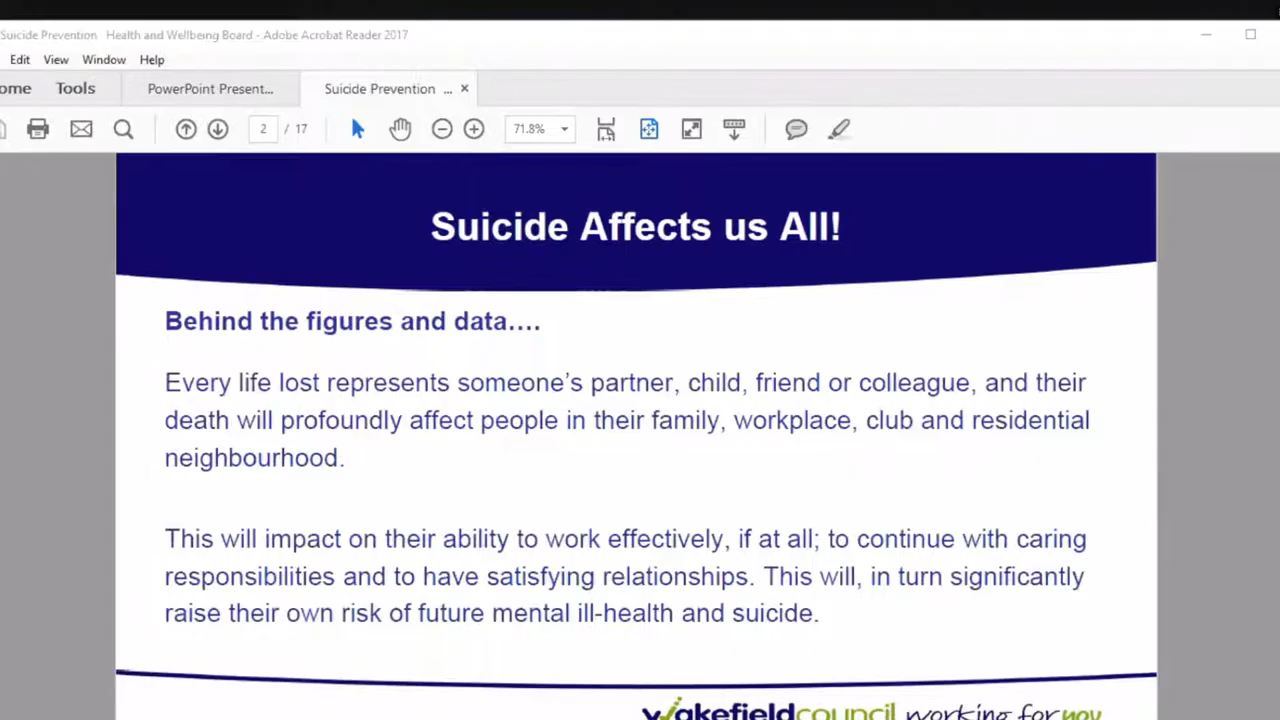 Suicide Prevention Health and Wellbeing Board - Adobe Acrobat Reader 2017
Edit View Window Help
ome Tools PowerPoint Present... Suicide Prevention ... ×
2 / 17 71.8%
Suicide Affects us All!
Behind the figures and data....
Every life lost represents someone's partner, child, friend or colleague, and their
death will profoundly affect people in their family, workplace, club and residential
neighbourhood.
This will impact on their ability to work effectively, if at all; to continue with caring
responsibilities and to have satisfying relationships. This will, in turn significantly
raise their own risk of future mental ill-health and suicide.
wakefieldcouncil working for you